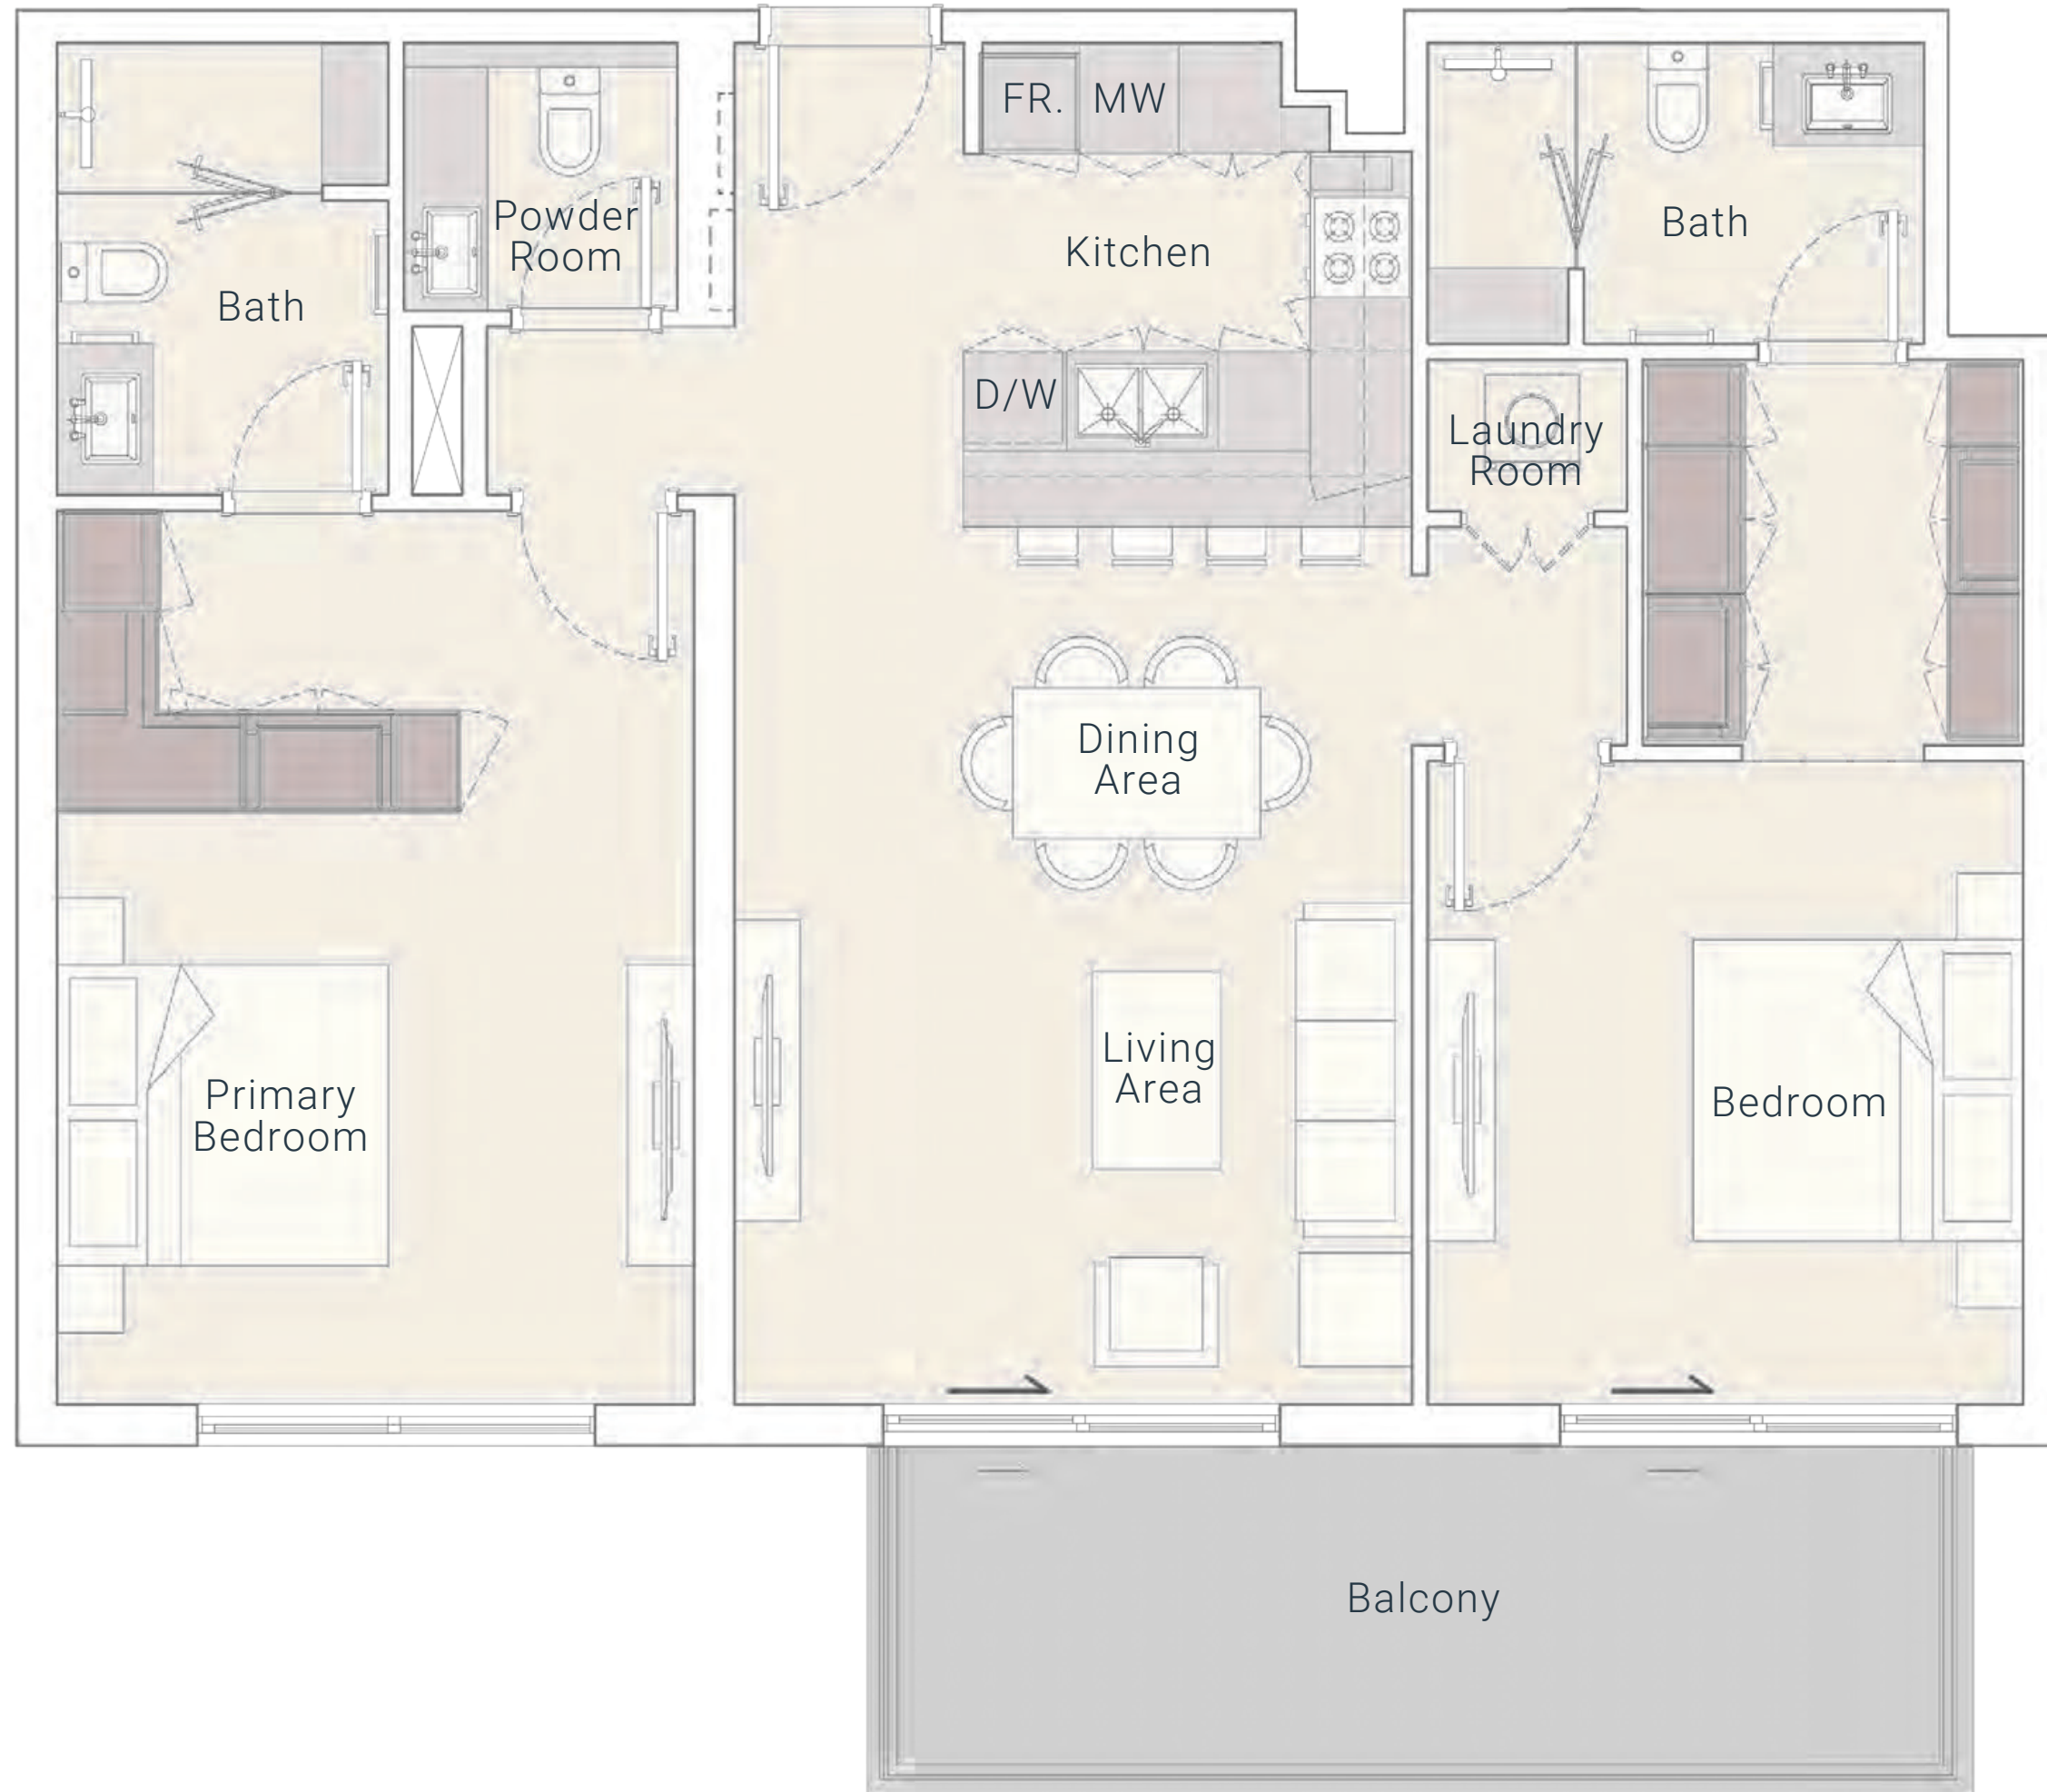 FR. MW
Powder
Room
Bath
Kitchen
Bath
D/W
Laundry
Room
Dining
Area
Living
Area
Primary
Bedroom
Bedroom
Balcony